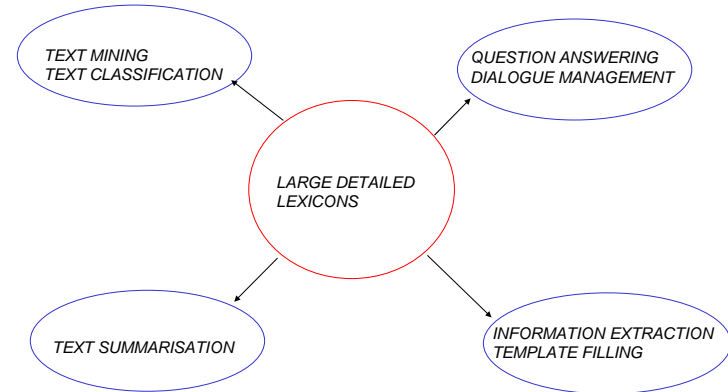 TEXT MINING
TEXT CLASSIFICATION
QUESTION ANSWERING
DIALOGUE MANAGEMENT
LARGE DETAILED
LEXICONS
TEXT SUMMARISATION
INFORMATION EXTRACTION
TEMPLATE FILLING